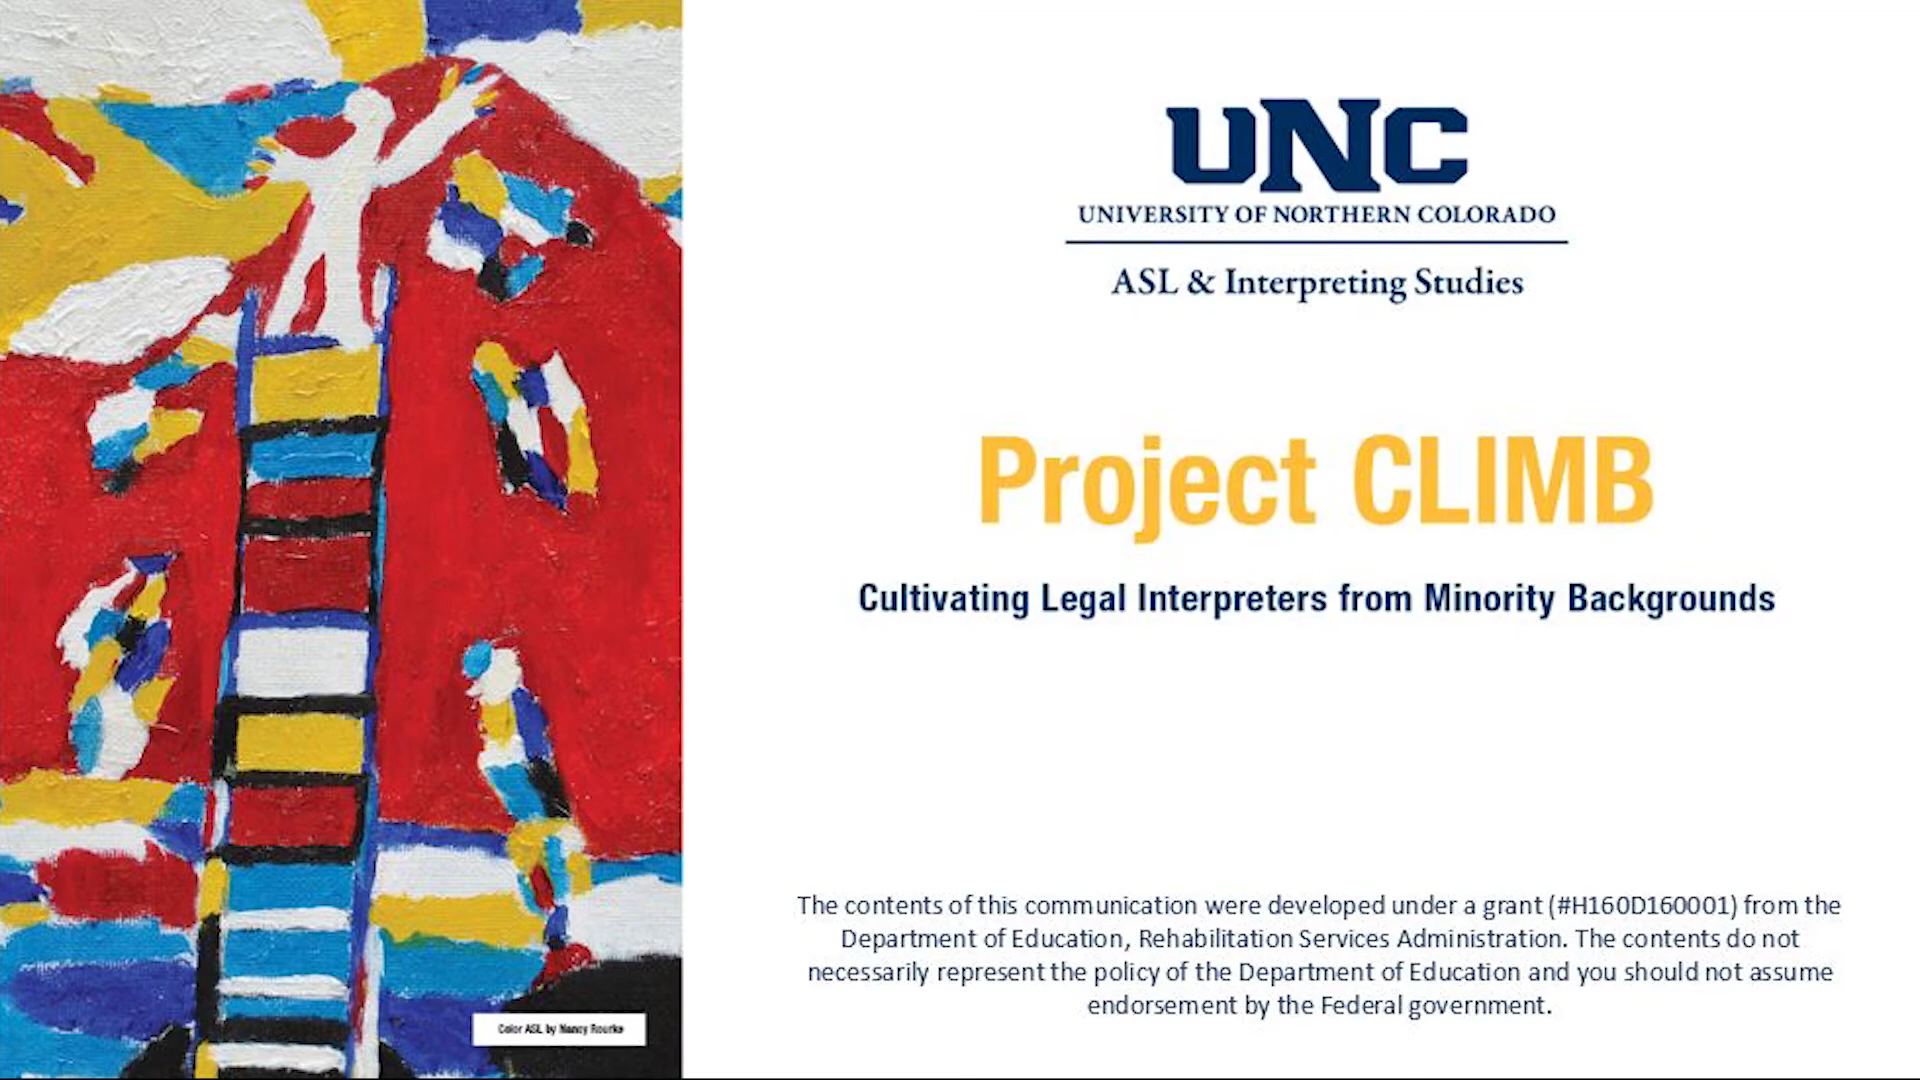 UNC
UNIVERSITY OF NORTHERN COLORADO
ASL & Interpreting Studies
Project CLIMB
Cultivating Legal Interpreters from Minority Backgrounds
The contents of this communication were developed under a grant (#H160D160001) from the
Department of Education, Rehabilitation Services Administration. The contents do not
necessarily represent the policy of the Department of Education and you should not assume
endorsement by the Federal government.
Color ASL by Nancy Rourke